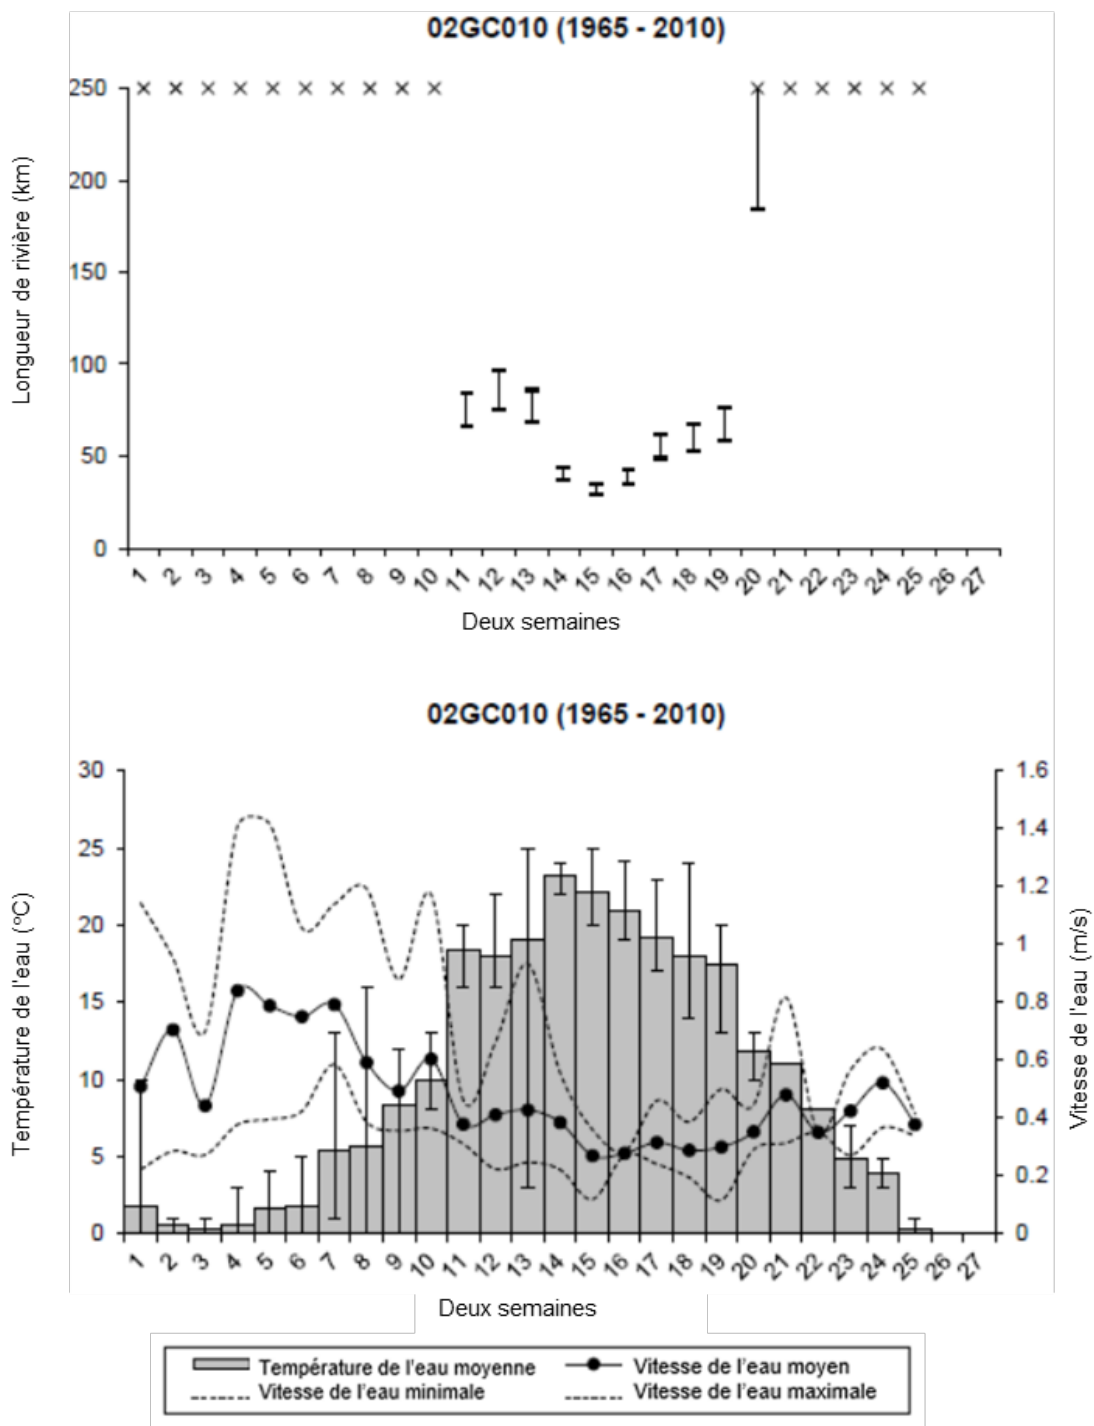 02GC010 (1965 - 2010)
Longueur de rivière (km)
250
200
150
100
50
0
1 2 3 4 5 6 7 8 9 10 11 12 13 14 15 16 17 18 19 20 21 22 23 24 25 26 27
Deux semaines
02GC010 (1965 - 2010)
Température de l'eau (°C)
30
25
20
15
10
5
0
1.6
1.4
1.2
1
0.8
0.6
0.4
0.2
0
Vitesse de l'eau (m/s)
1 2 3 4 5 6 7 8 9 10 11 12 13 14 15 16 17 18 19 20 21 22 23 24 25 26 27
Deux semaines
Température de l'eau moyenne
Vitesse de l'eau moyen
Vitesse de l'eau minimale
Vitesse de l'eau maximale